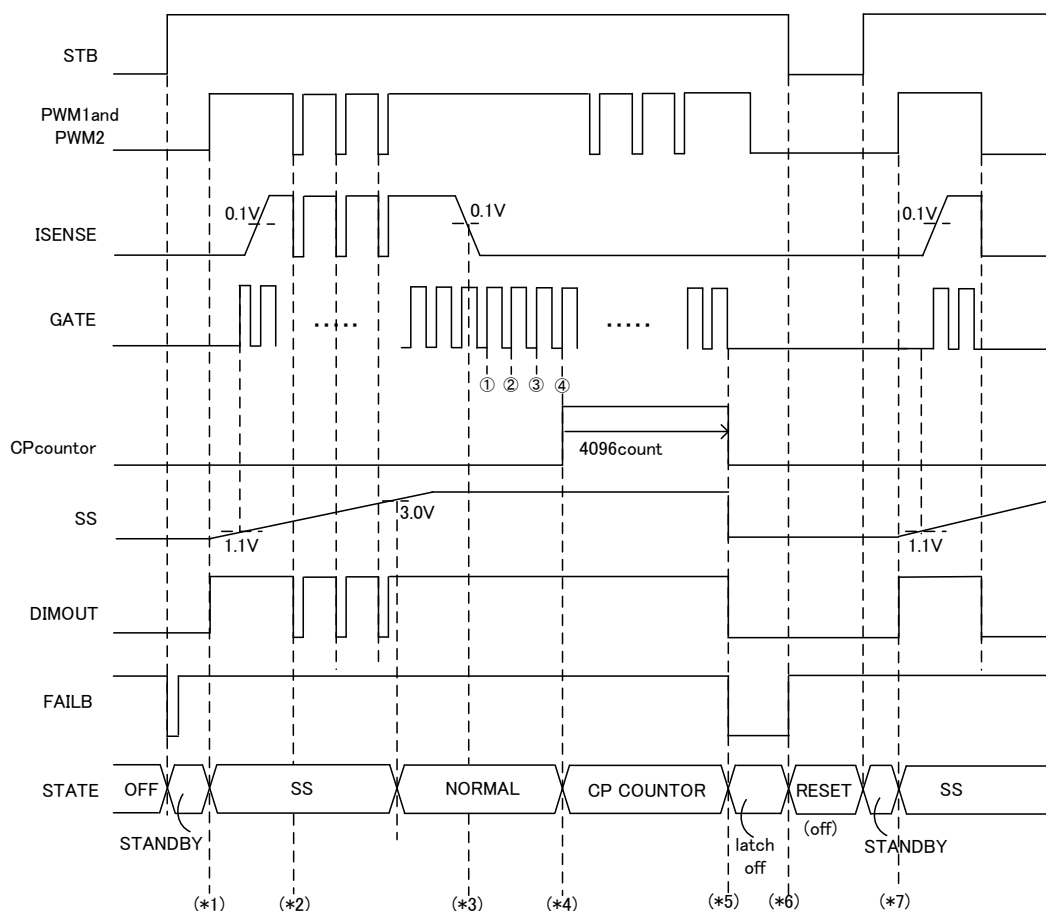 STB
PWM1and
PWM2
0.1V
0.1V
0.1V
ISENSE
GATE
① ② ③ ④
CPcountor
4096count
SS
3.0V
1.1V
1.1V
DIMOUT
FAILB
STATE
OFF
SS
NORMAL
CP COUNTOR
RESET
SS
(off)
STANDBY
latch
off
STANDBY
(*1) (*2) (*3) (*4) (*5) (*6) (*7)